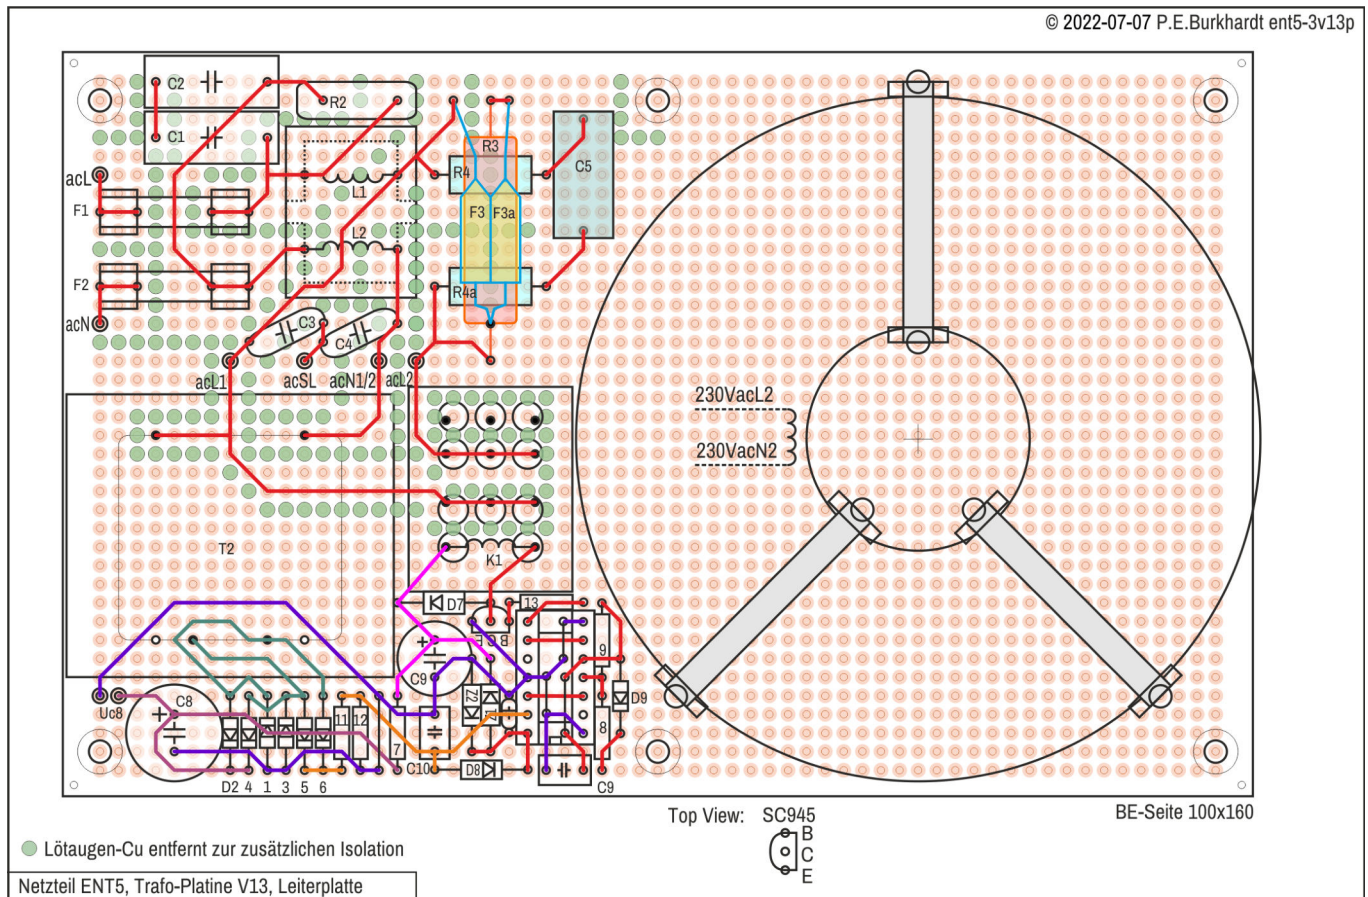 © 2022-07-07 P.E.Burkhardt ent5-3v13p
C2
R2
C1
R3
C5
R4
acL
L1
F1
F3 F3a
L2
F2
R4a
acN
C3
C4
acL1 acSL acN1/2 acL2
230VacL2
230VacN2
T2
K1
D7
13
B C E
+
9
C9
Uc8
C8
+
11
12
7
Z2
8
D9
C10
D8
C9
D2 4 1 3 5 6
Top View: SC945
BE-Seite 100x160
B
C
E
Lötaugen-Cu entfernt zur zusätzlichen Isolation
Netzteil ENT5, Trafo-Platine V13, Leiterplatte